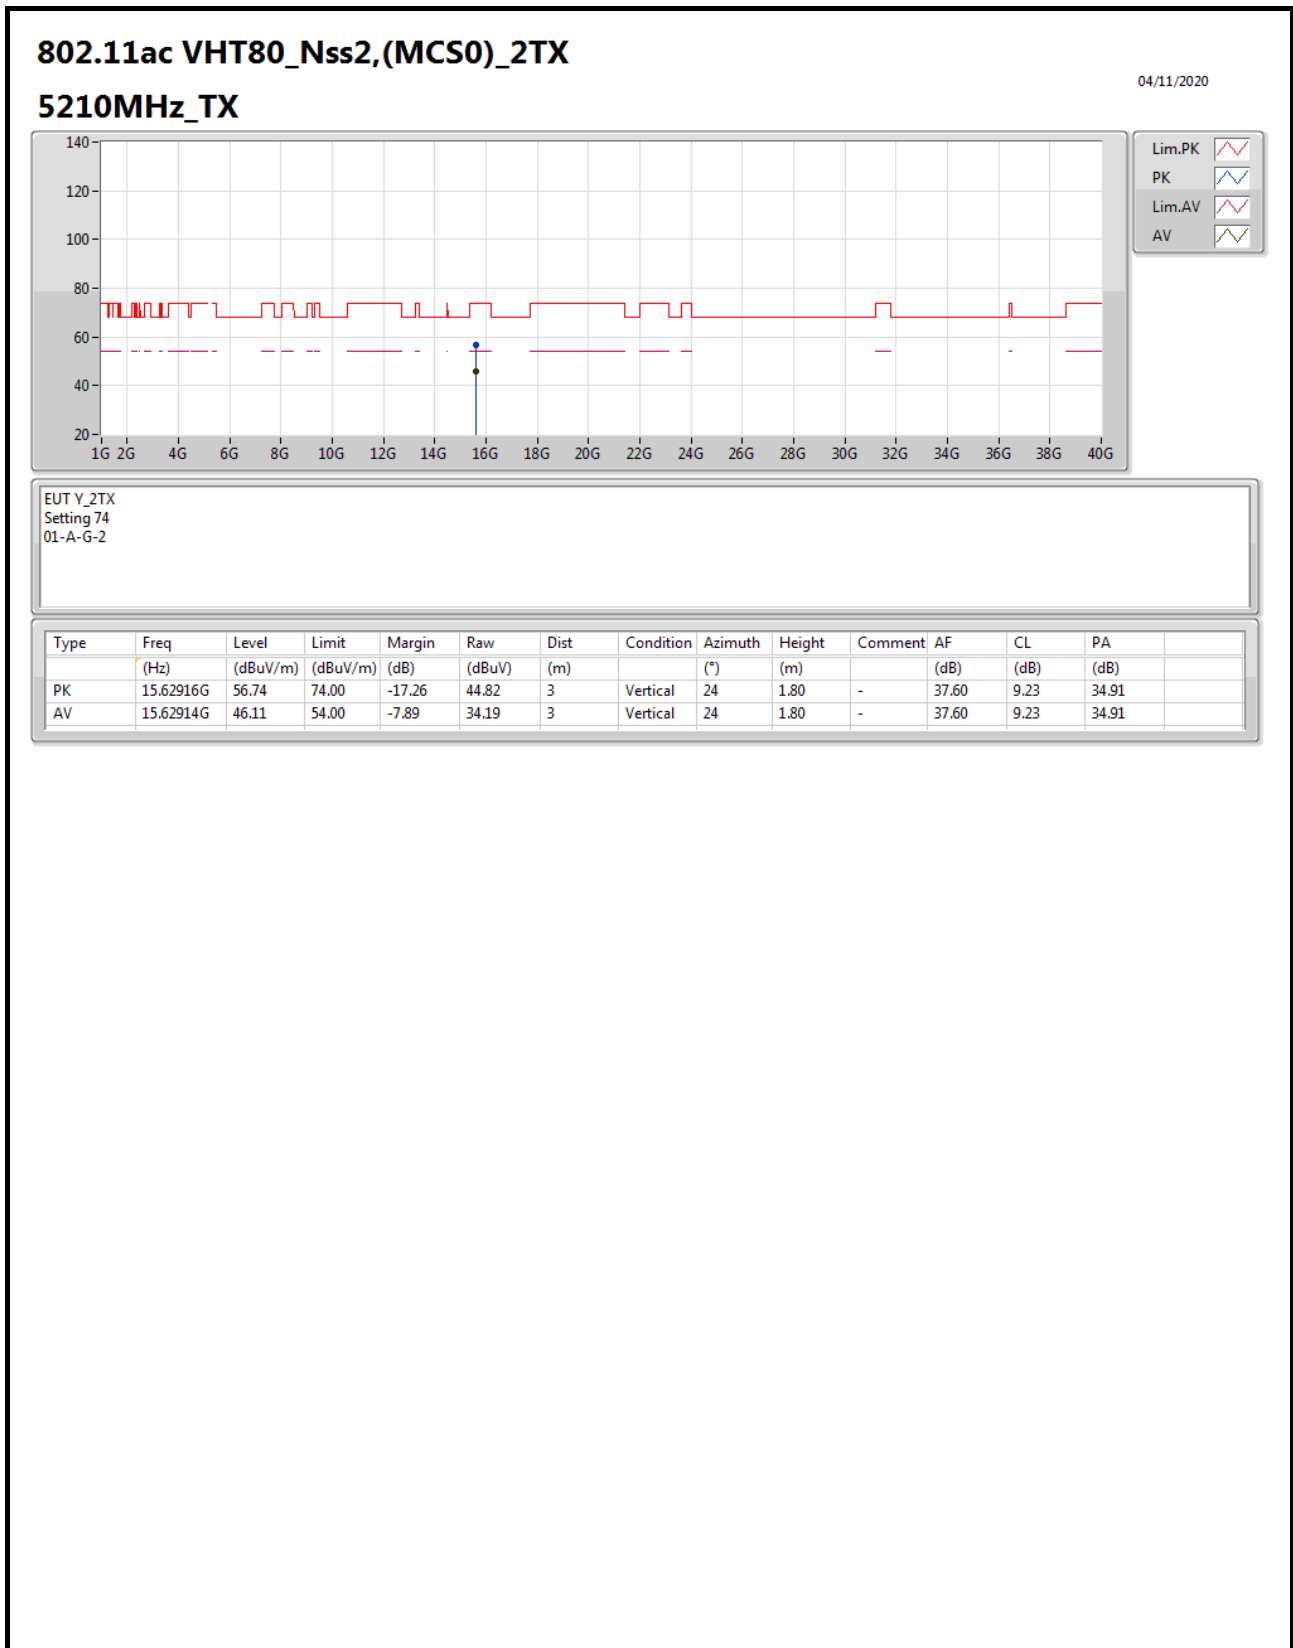 802.11ac VHT80_Nss2,(MCS0)_2TX
04/11/2020
5210MHz_TX
140
120
100
80
60
40
20
1G 2G 4G 6G 8G 10G 12G 14G 16G 18G 20G 22G 24G 26G 28G 30G 32G 34G 36G 38G 40G
Lim.PK
PK
Lim.AV
AV
EUT Y_2TX
Setting 74
01-A-G-2
Type Freq Level Limit Margin Raw Dist Condition Azimuth Height Comment AF CL PA
(Hz) (dBuV/m) (dBuV/m) (dB) (dBuV) (m) (°) (m) (dB) (dB) (dB)
PK 15.62916G 56.74 74.00 -17.26 44.82 3 Vertical 24 1.80 - 37.60 9.23 34.91
AV 15.62914G 46.11 54.00 -7.89 34.19 3 Vertical 24 1.80 - 37.60 9.23 34.91